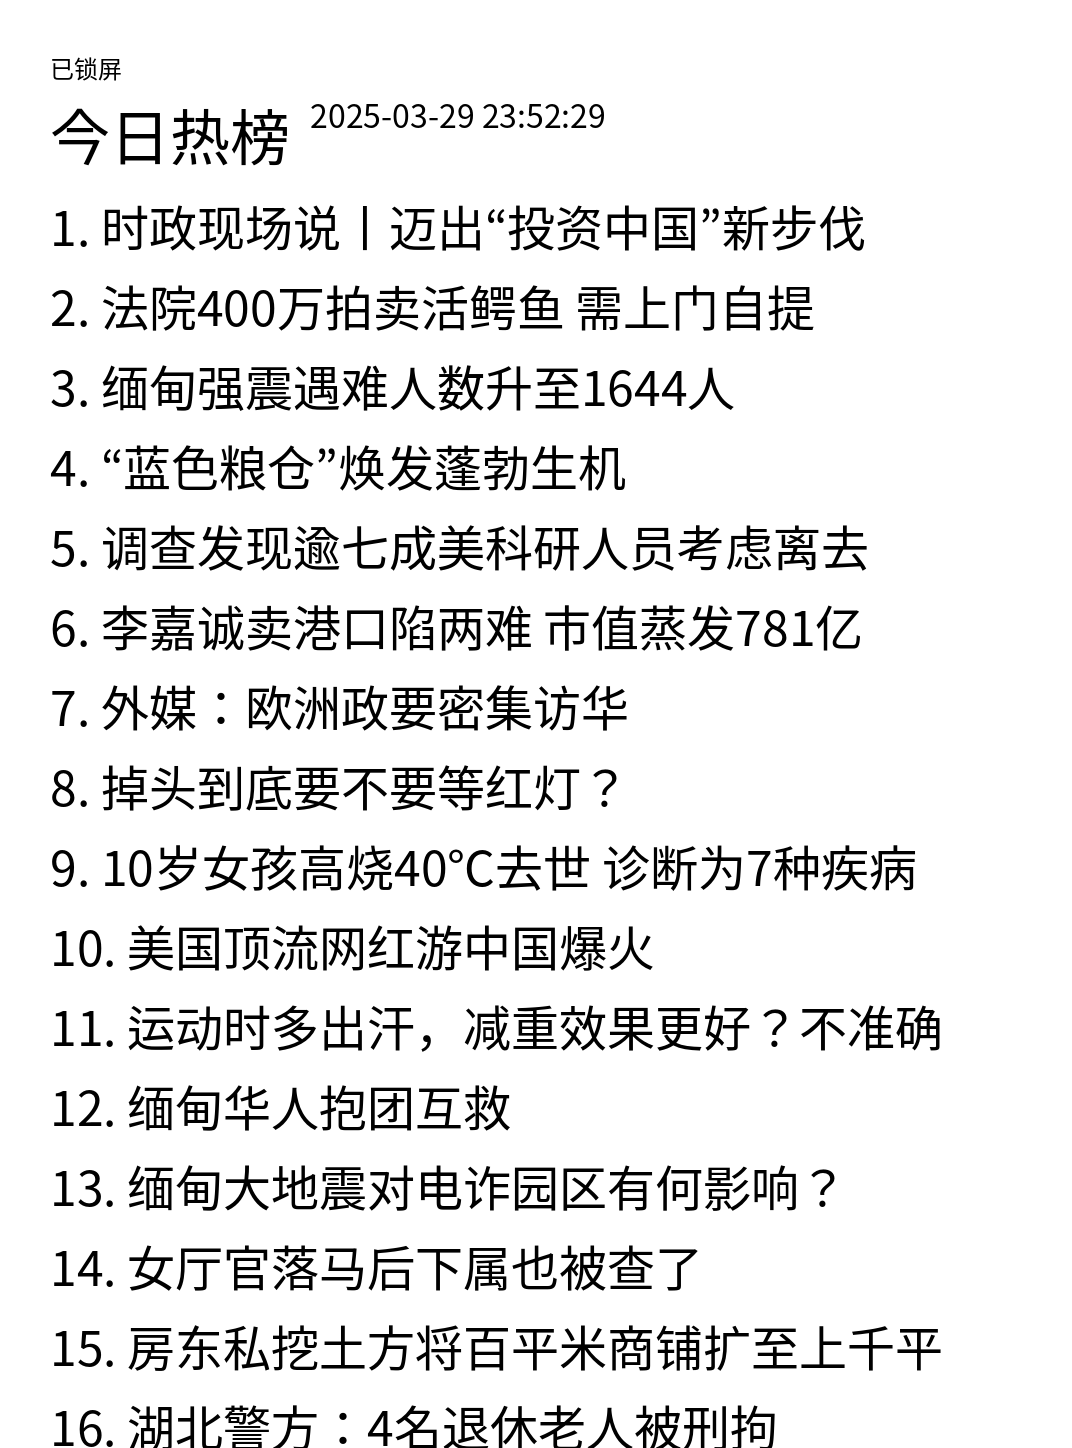 已锁屏
今日热榜 2025-03-29 23:52:29
1. 时政现场说丨迈出“投资中国”新步伐
2. 法院400万拍卖活鳄鱼 需上门自提
3. 缅甸强震遇难人数升至1644人
4. “蓝色粮仓”焕发蓬勃生机
5. 调查发现逾七成美科研人员考虑离去
6. 李嘉诚卖港口陷两难 市值蒸发781亿
7. 外媒：欧洲政要密集访华
8. 掉头到底要不要等红灯？
9. 10岁女孩高烧40℃去世 诊断为7种疾病
10. 美国顶流网红游中国爆火
11. 运动时多出汗，减重效果更好？不准确
12. 缅甸华人抱团互救
13. 缅甸大地震对电诈园区有何影响？
14. 女厅官落马后下属也被查了
15. 房东私挖土方将百平米商铺扩至上千平
16. 湖北警方：4名退休老人被刑拘